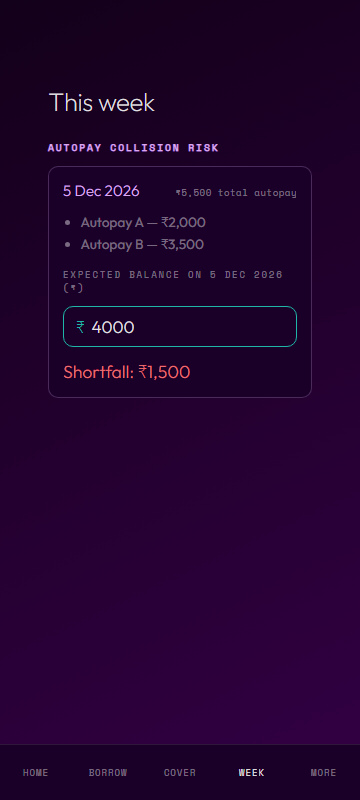 This week
AUTOPAY COLLISION RISK
5 Dec 2026
₹5,500 total autopay
Autopay A — ₹2,000
Autopay B — ₹3,500
EXPECTED BALANCE ON 5 DEC 2026
(₹)
₹ 4000
Shortfall: ₹1,500
HOME BORROW COVER WEEK MORE